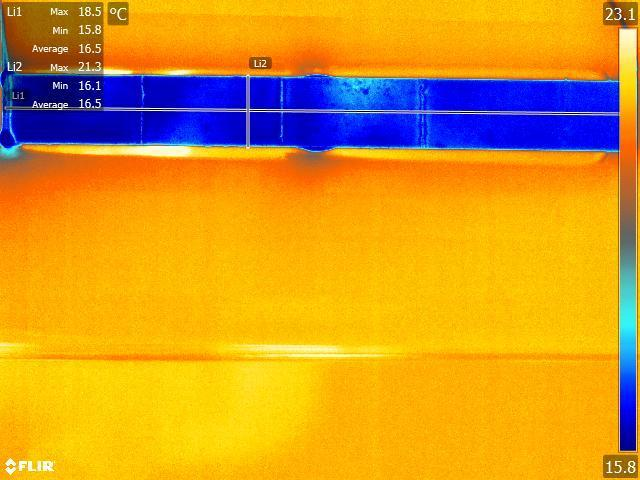 Li1 Max 18.5 °C
Min 15.8
Average 16.5
Li2 Max 21.3
Min 16.1
Average 16.5
23.1
Li2
Li1
FLIR
15.8